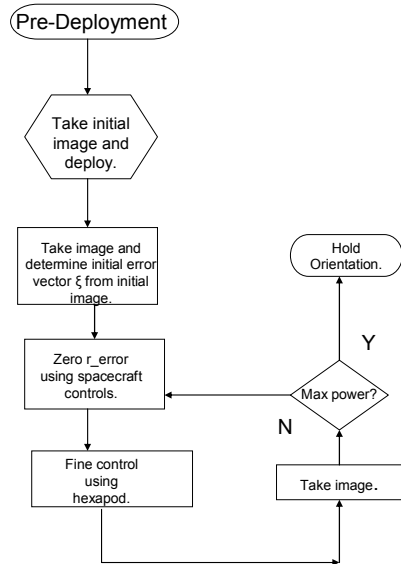 Pre-Deployment
Take initial
image and
deploy.
Take image and
determine initial error
vector ξ from initial
image.
Hold
Orientation.
Zero r_error
using spacecraft
controls.
Y
Max power?
N
Fine control
using
hexapod.
Take image.